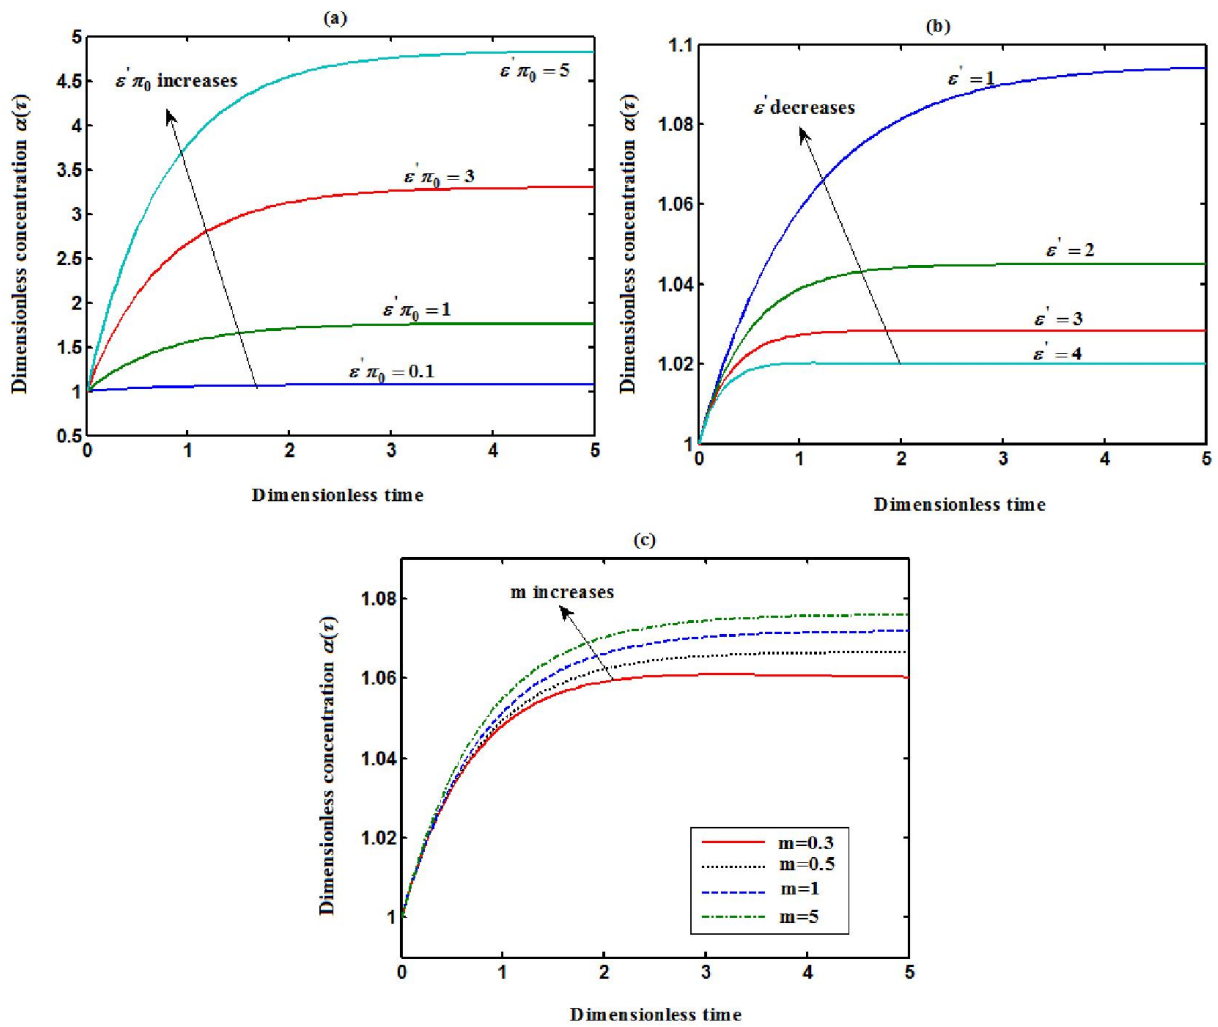 (a)
5
4.5
4
3.5
3
2.5
2
1.5
1
0.5
0
1
2
3
4
5
Dimensionless concentration α(τ)
Dimensionless time
ε'π₀ increases
ε'π₀ = 5
ε'π₀ = 3
ε'π₀ = 1
ε'π₀ = 0.1
(b)
1.1
1.08
1.06
1.04
1.02
1
0
1
2
3
4
5
Dimensionless concentration α(τ)
Dimensionless time
ε' decreases
ε' = 1
ε' = 2
ε' = 3
ε' = 4
(c)
1.08
1.06
1.04
1.02
1
0
1
2
3
4
5
Dimensionless concentration α(τ)
Dimensionless time
m increases
m=0.3
m=0.5
m=1
m=5